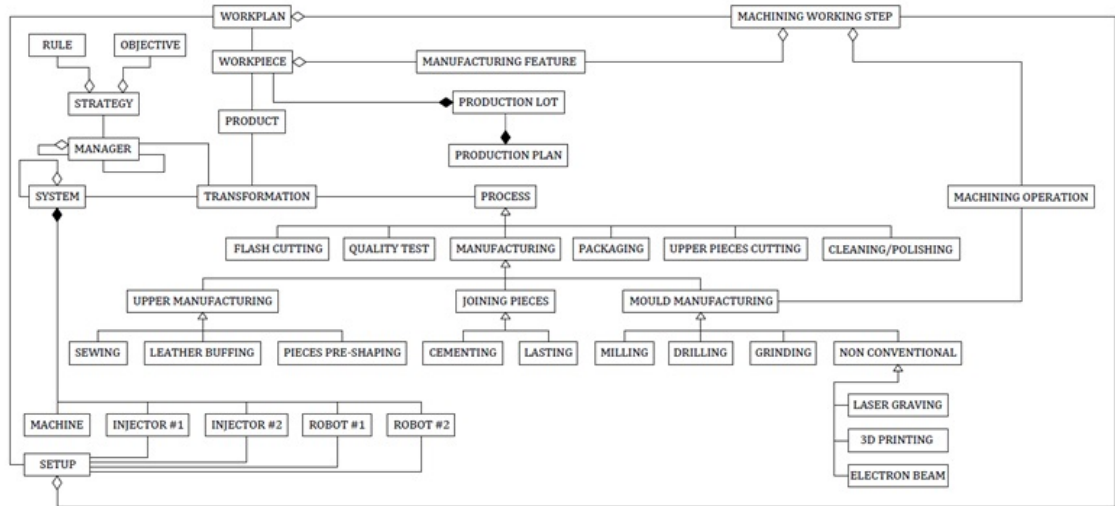 WORKPLAN
MACHINING WORKING STEP
RULE
OBJECTIVE
WORKPIECE
MANUFACTURING FEATURE
STRATEGY
PRODUCTION LOT
PRODUCT
MANAGER
PRODUCTION PLAN
SYSTEM
TRANSFORMATION
PROCESS
MACHINING OPERATION
FLASH CUTTING
QUALITY TEST
MANUFACTURING
PACKAGING
UPPER PIECES CUTTING
CLEANING/POLISHING
UPPER MANUFACTURING
JOINING PIECES
MOULD MANUFACTURING
SEWING
LEATHER BUFFING
PIECES PRE-SHAPING
CEMENTING
LASTING
MILLING
DRILLING
GRINDING
NON CONVENTIONAL
LASER GRAVING
MACHINE
INJECTOR #1
INJECTOR #2
ROBOT #1
ROBOT #2
3D PRINTING
SETUP
ELECTRON BEAM